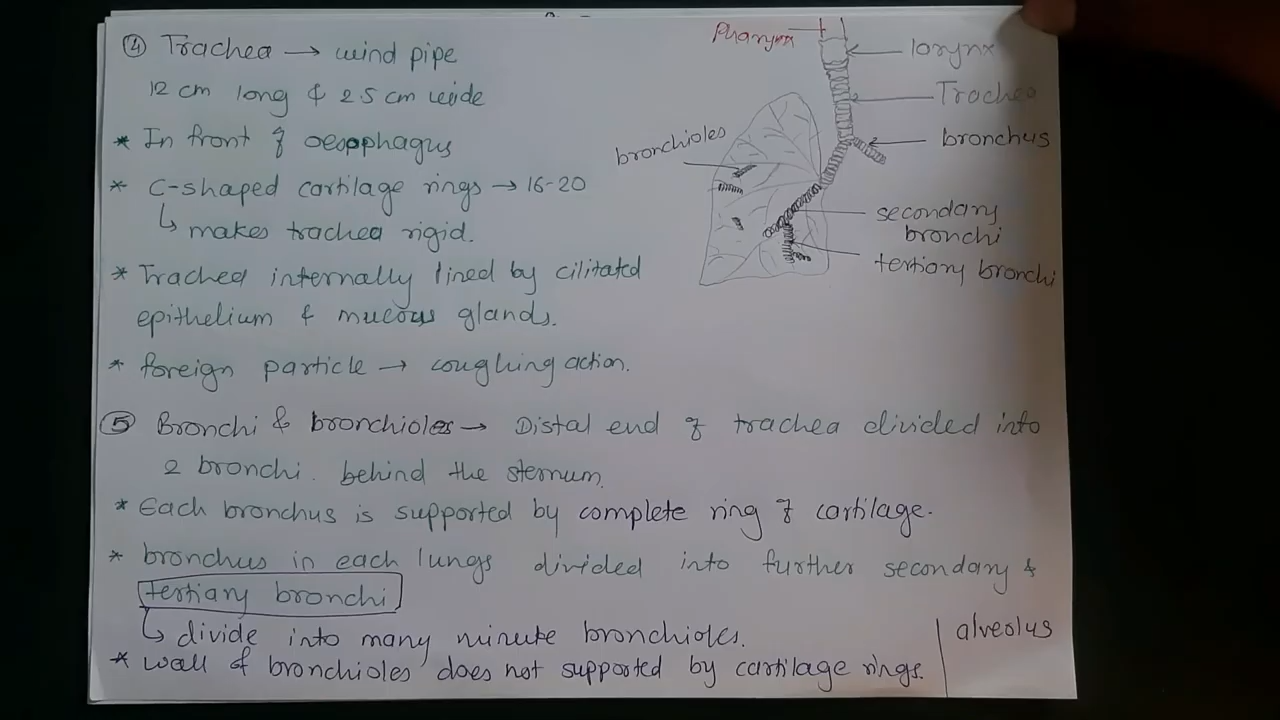 ④ Trachea → wind pipe
12 cm long & 2.5 cm wide
* In front of oesophagus
* C-shaped cartilage rings → 16-20
↳ makes trachea rigid.
* Trachea internally lined by cilitated
epithelium & mucous glands.
* foreign particle → coughing action.
Pharynx
larynx
Trachea
bronchus
bronchioles
secondary
bronchi
tertiary bronchi
⑤ Bronchi & bronchioles → Distal end of trachea divided into
2 bronchi. behind the sternum.
* Each bronchus is supported by complete ring of cartilage.
* bronchus in each lungs divided into further secondary &
tertiary bronchi
↳ divide into many minute bronchioles.
* wall of bronchioles does not supported by cartilage rings.
alveolus